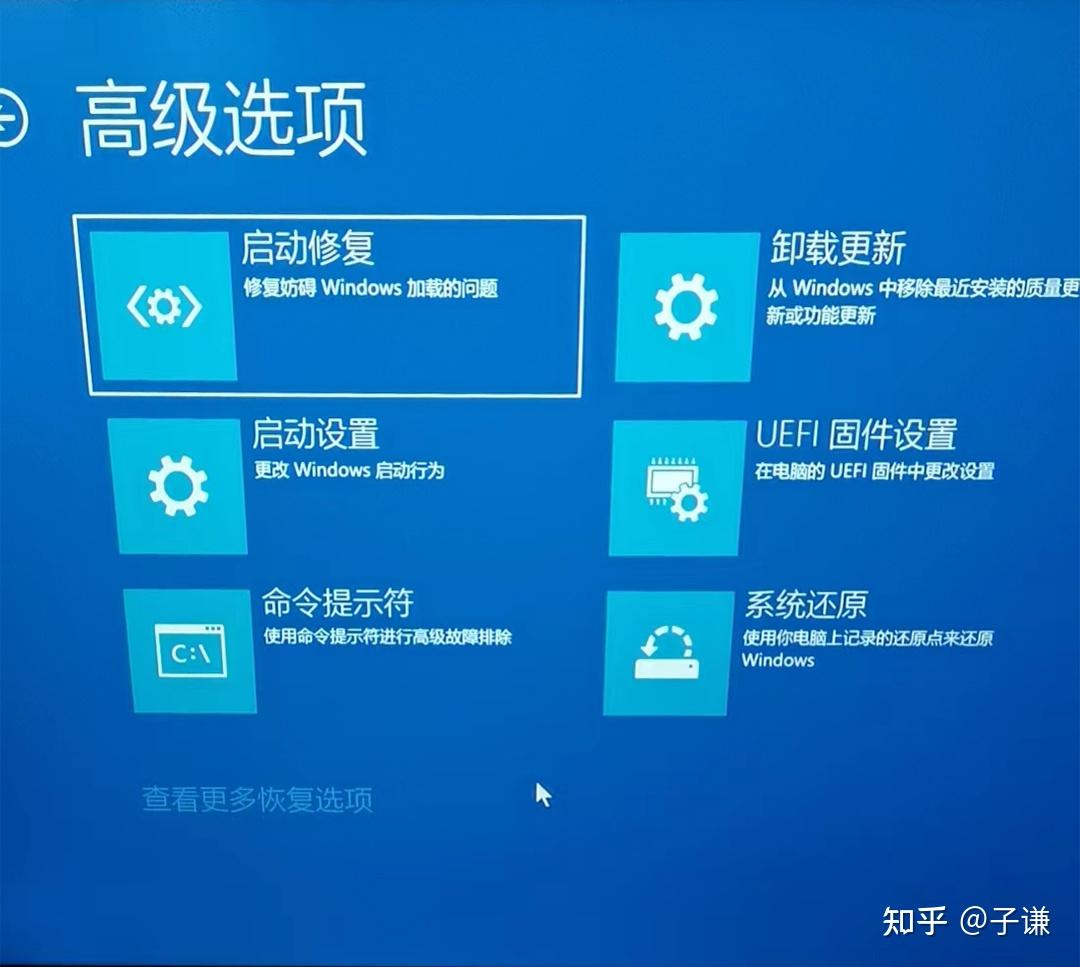 高级选项
启动修复
修复妨碍 Windows 加载的问题
卸载更新
从 Windows 中移除最近安装的质量更
新或功能更新
启动设置
更改 Windows 启动行为
UEFI 固件设置
在电脑的 UEFI 固件中更改设置
命令提示符
使用命令提示符进行高级故障排除
C:\
系统还原
使用你电脑上记录的还原点来还原
Windows
查看更多恢复选项
知乎 @子谦